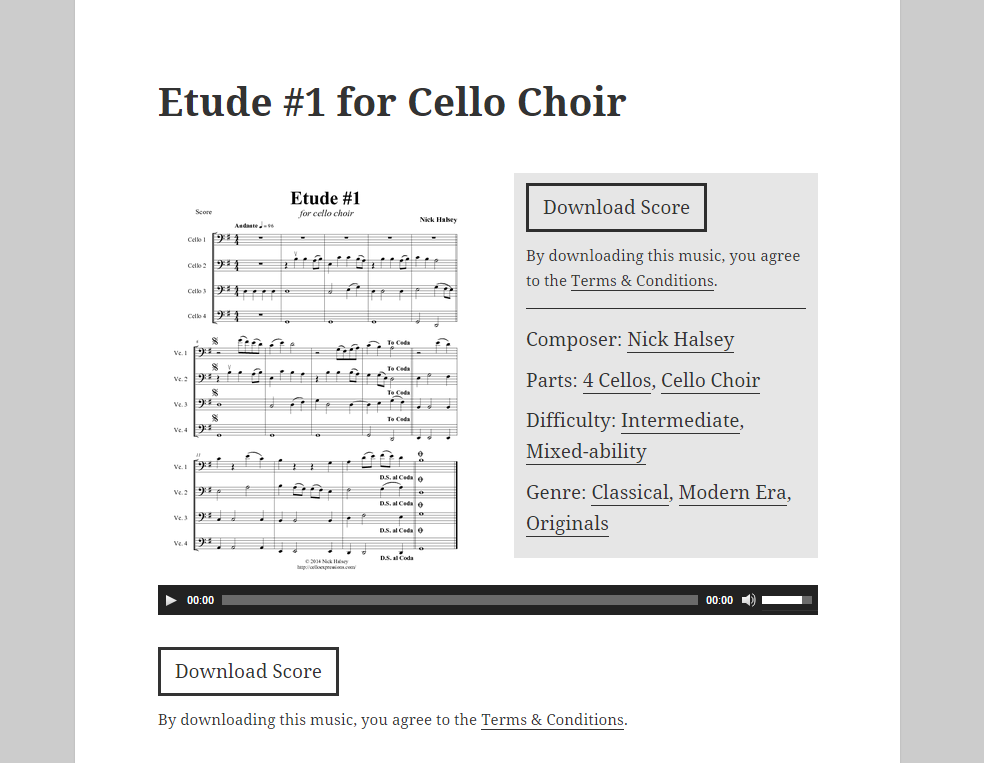 Etude #1 for Cello Choir
Etude #1
for cello choir
Score
Nick Halsey
Andante ♩ = 96
Cello 1
Cello 2
Cello 3
Cello 4
Vc. 1
To Coda
Vc. 2
To Coda
Vc. 3
To Coda
Vc. 4
To Coda
11
Vc. 1
D.S. al Coda
Vc. 2
D.S. al Coda
Vc. 3
D.S. al Coda
Vc. 4
D.S. al Coda
© 2014 Nick Halsey
http://celloexpressions.com/
Download Score
By downloading this music, you agree
to the Terms & Conditions.
Composer: Nick Halsey
Parts: 4 Cellos, Cello Choir
Difficulty: Intermediate,
Mixed-ability
Genre: Classical, Modern Era,
Originals
00:00 00:00
Download Score
By downloading this music, you agree to the Terms & Conditions.